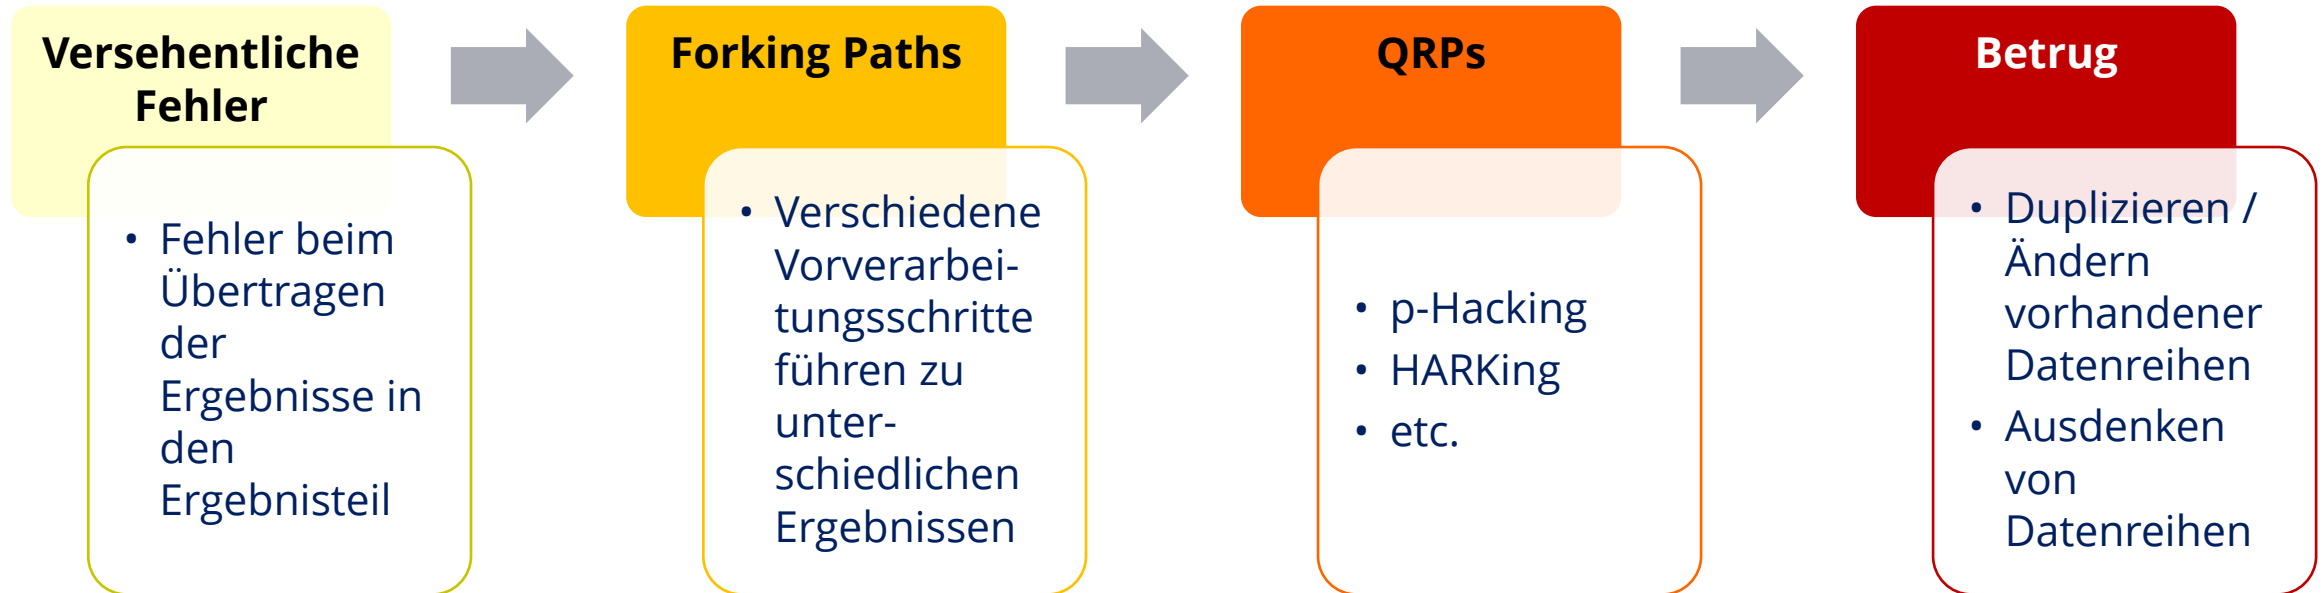 Versehentliche
Fehler
• Fehler beim
Übertragen
der
Ergebnisse in
den
Ergebnisteil
Forking Paths
• Verschiedene
Vorverarbei-
tungsschritte
führen zu
unter-
schiedlichen
Ergebnissen
QRPs
• p-Hacking
• HARKing
• etc.
Betrug
• Duplizieren /
Ändern
vorhandener
Datenreihen
• Ausdenken
von
Datenreihen